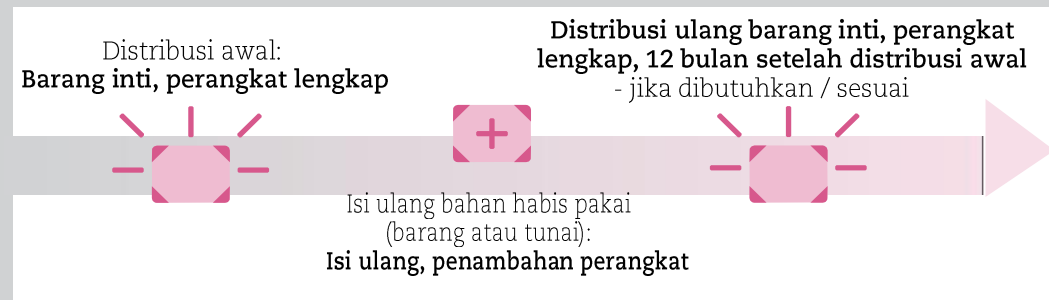 Distribusi awal:
Barang inti, perangkat lengkap
Isi ulang bahan habis pakai
(barang atau tunai):
Isi ulang, penambahan perangkat
Distribusi ulang barang inti, perangkat
lengkap, 12 bulan setelah distribusi awal
- jika dibutuhkan / sesuai